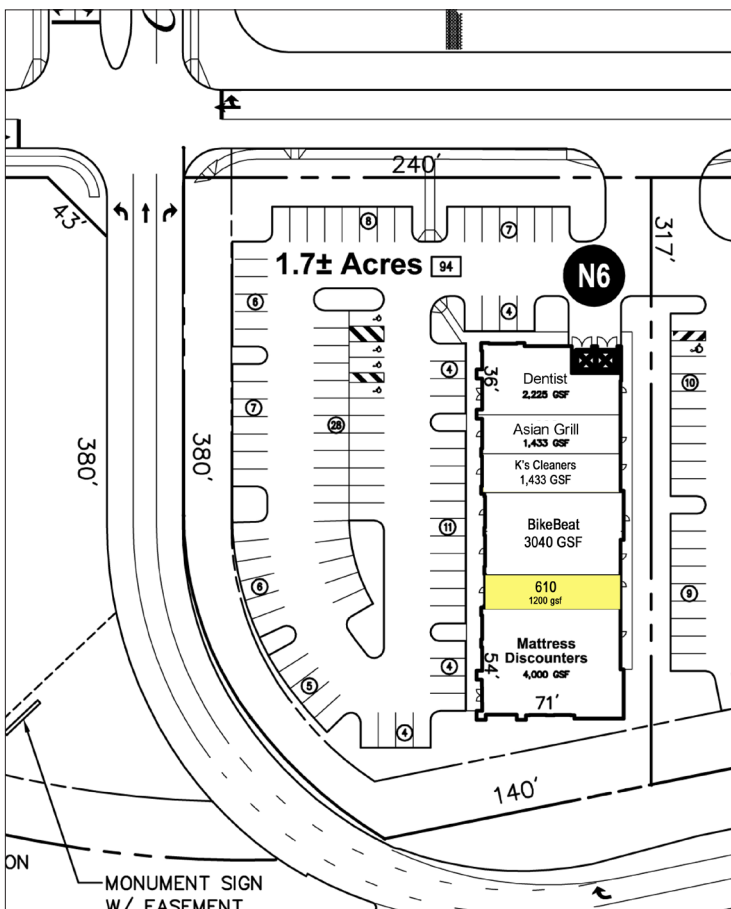 240'
43'
317'
8
7
1.7± Acres 94
N6
6
4
36'
Dentist
2,225 GSF
4
10
7
28
Asian Grill
1,433 GSF
380'
380'
K's Cleaners
1,433 GSF
11
BikeBeat
3040 GSF
6
610
1200 gsf
9
Mattress
Discounters
4,000 GSF
54'
4
5
71'
4
140'
ON
MONUMENT SIGN
W/ EASEMENT